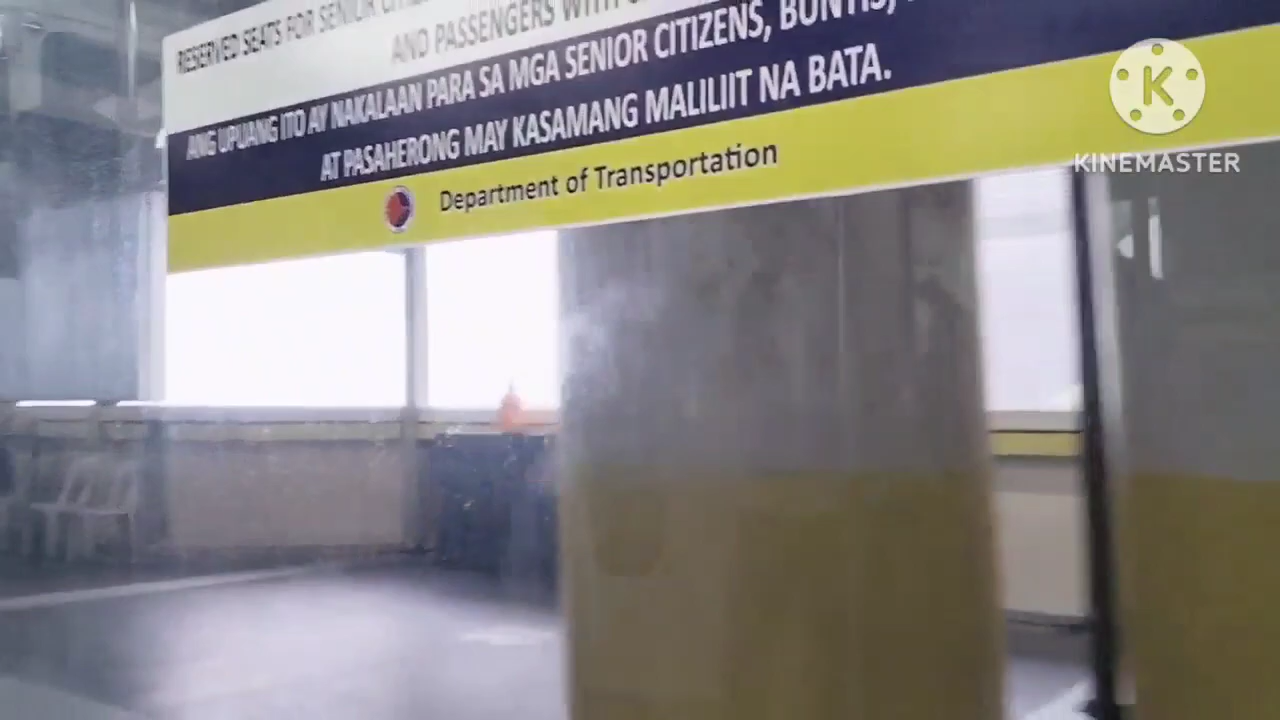 RESERVED SEATS FOR SENIOR
AND PASSENGERS WITH
ANG UPUANG ITO AY NAKALAAN PARA SA MGA SENIOR CITIZENS, BUNTIS,
AT PASAHERONG MAY KASAMANG MALILIIT NA BATA.
Department of Transportation
K
KINEMASTER